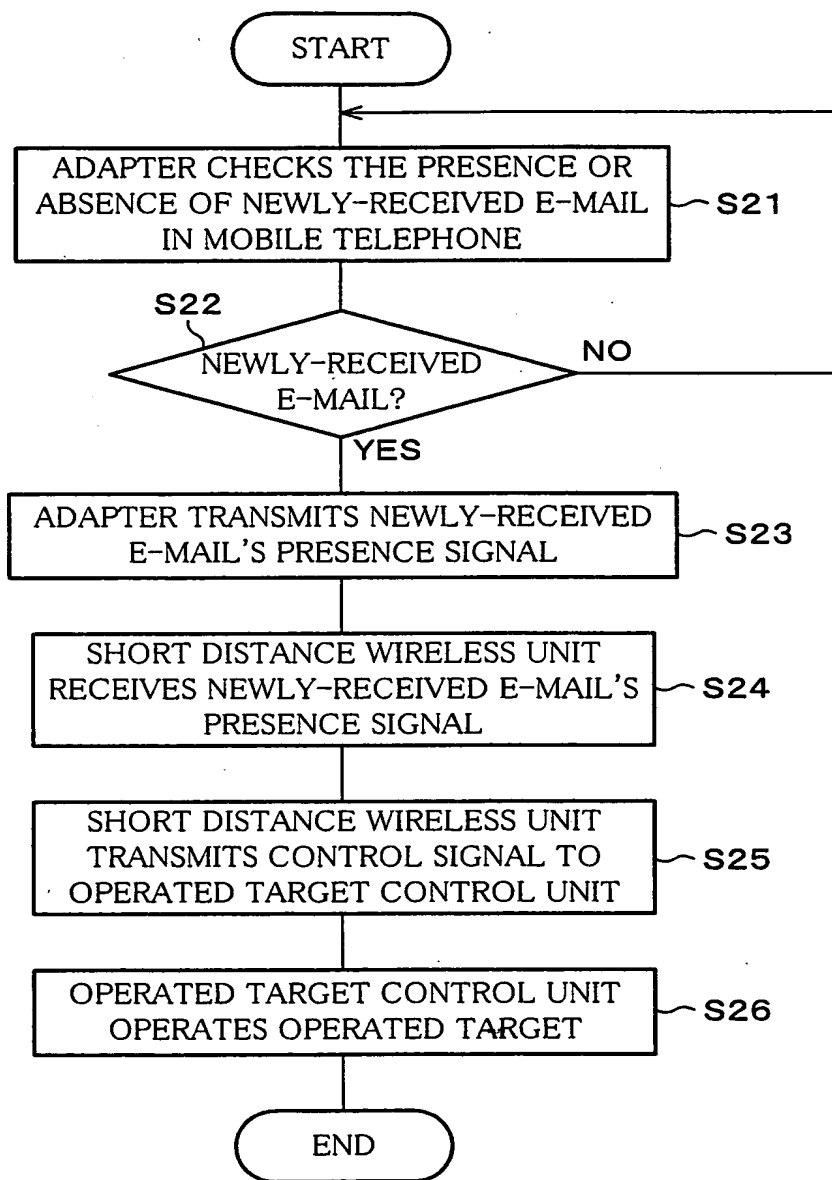 START
ADAPTER CHECKS THE PRESENCE OR
ABSENCE OF NEWLY-RECEIVED E-MAIL
IN MOBILE TELEPHONE
S21
S22
NEWLY-RECEIVED
E-MAIL?
NO
YES
ADAPTER TRANSMITS NEWLY-RECEIVED
E-MAIL'S PRESENCE SIGNAL
S23
SHORT DISTANCE WIRELESS UNIT
RECEIVES NEWLY-RECEIVED E-MAIL'S
PRESENCE SIGNAL
S24
SHORT DISTANCE WIRELESS UNIT
TRANSMITS CONTROL SIGNAL TO
OPERATED TARGET CONTROL UNIT
S25
OPERATED TARGET CONTROL UNIT
OPERATES OPERATED TARGET
S26
END